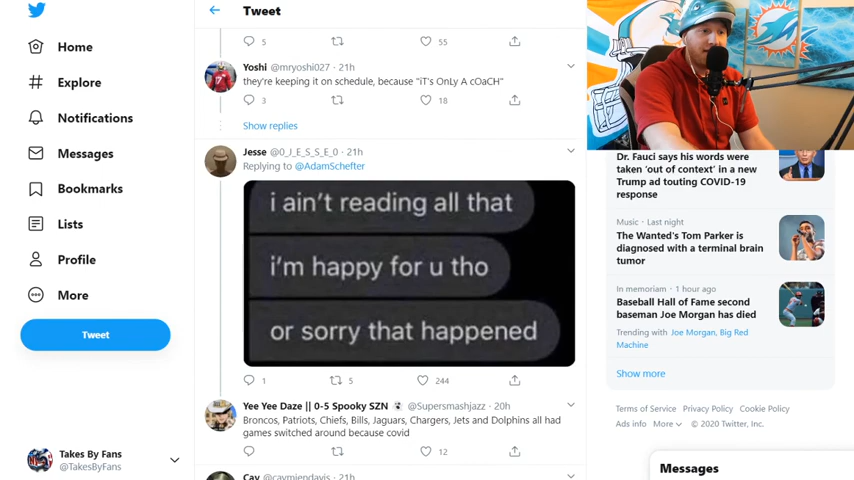 Tweet
Home
Explore
Notifications
Messages
Bookmarks
Lists
Profile
More
Tweet
Takes By Fans
@TakesByFans
5
55
Yoshi @mryoshi027 · 21h
they're keeping it on schedule, because "iT's OnLy A cOaCH"
3
18
Show replies
Jesse @0_J_E_S_S_E_0 · 21h
Replying to @AdamSchefter
i ain't reading all that
i'm happy for u tho
or sorry that happened
1
5
244
Yee Yee Daze || 0-5 Spooky SZN @Supersmashjazz · 20h
Broncos, Patriots, Chiefs, Bills, Jaguars, Chargers, Jets and Dolphins all had
games switched around because covid
12
Cay @caymiendavis · 21h
Dr. Fauci says his words were
taken 'out of context' in a new
Trump ad touting COVID-19
response
Music · Last night
The Wanted's Tom Parker is
diagnosed with a terminal brain
tumor
In memoriam · 1 hour ago
Baseball Hall of Fame second
baseman Joe Morgan has died
Trending with Joe Morgan, Big Red
Machine
Show more
Terms of Service Privacy Policy Cookie Policy
Ads info More © 2020 Twitter, Inc.
Messages